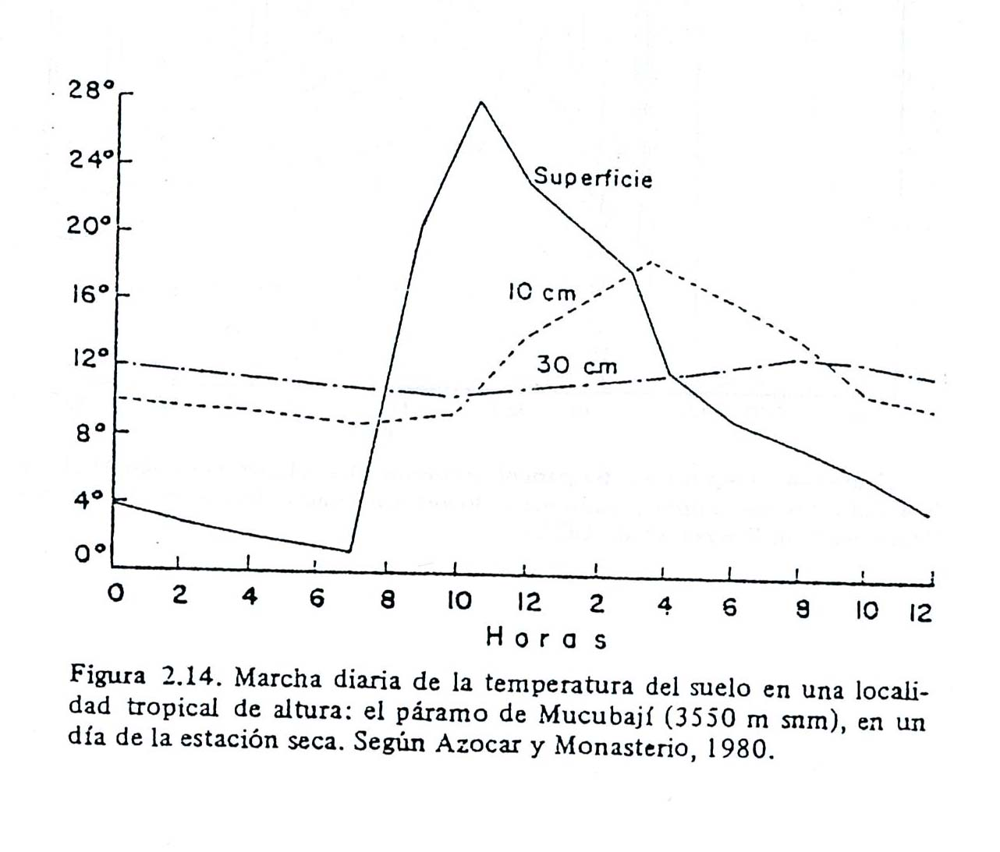 28°
24°
20°
16°
12°
8°
4°
0°
Superficie
10 cm
30 cm
0 2 4 6 8 10 12 2 4 6 8 10 12
Horas
Figura 2.14. Marcha diaria de la temperatura del suelo en una locali-
dad tropical de altura: el páramo de Mucubají (3550 m snm), en un
día de la estación seca. Según Azocar y Monasterio, 1980.